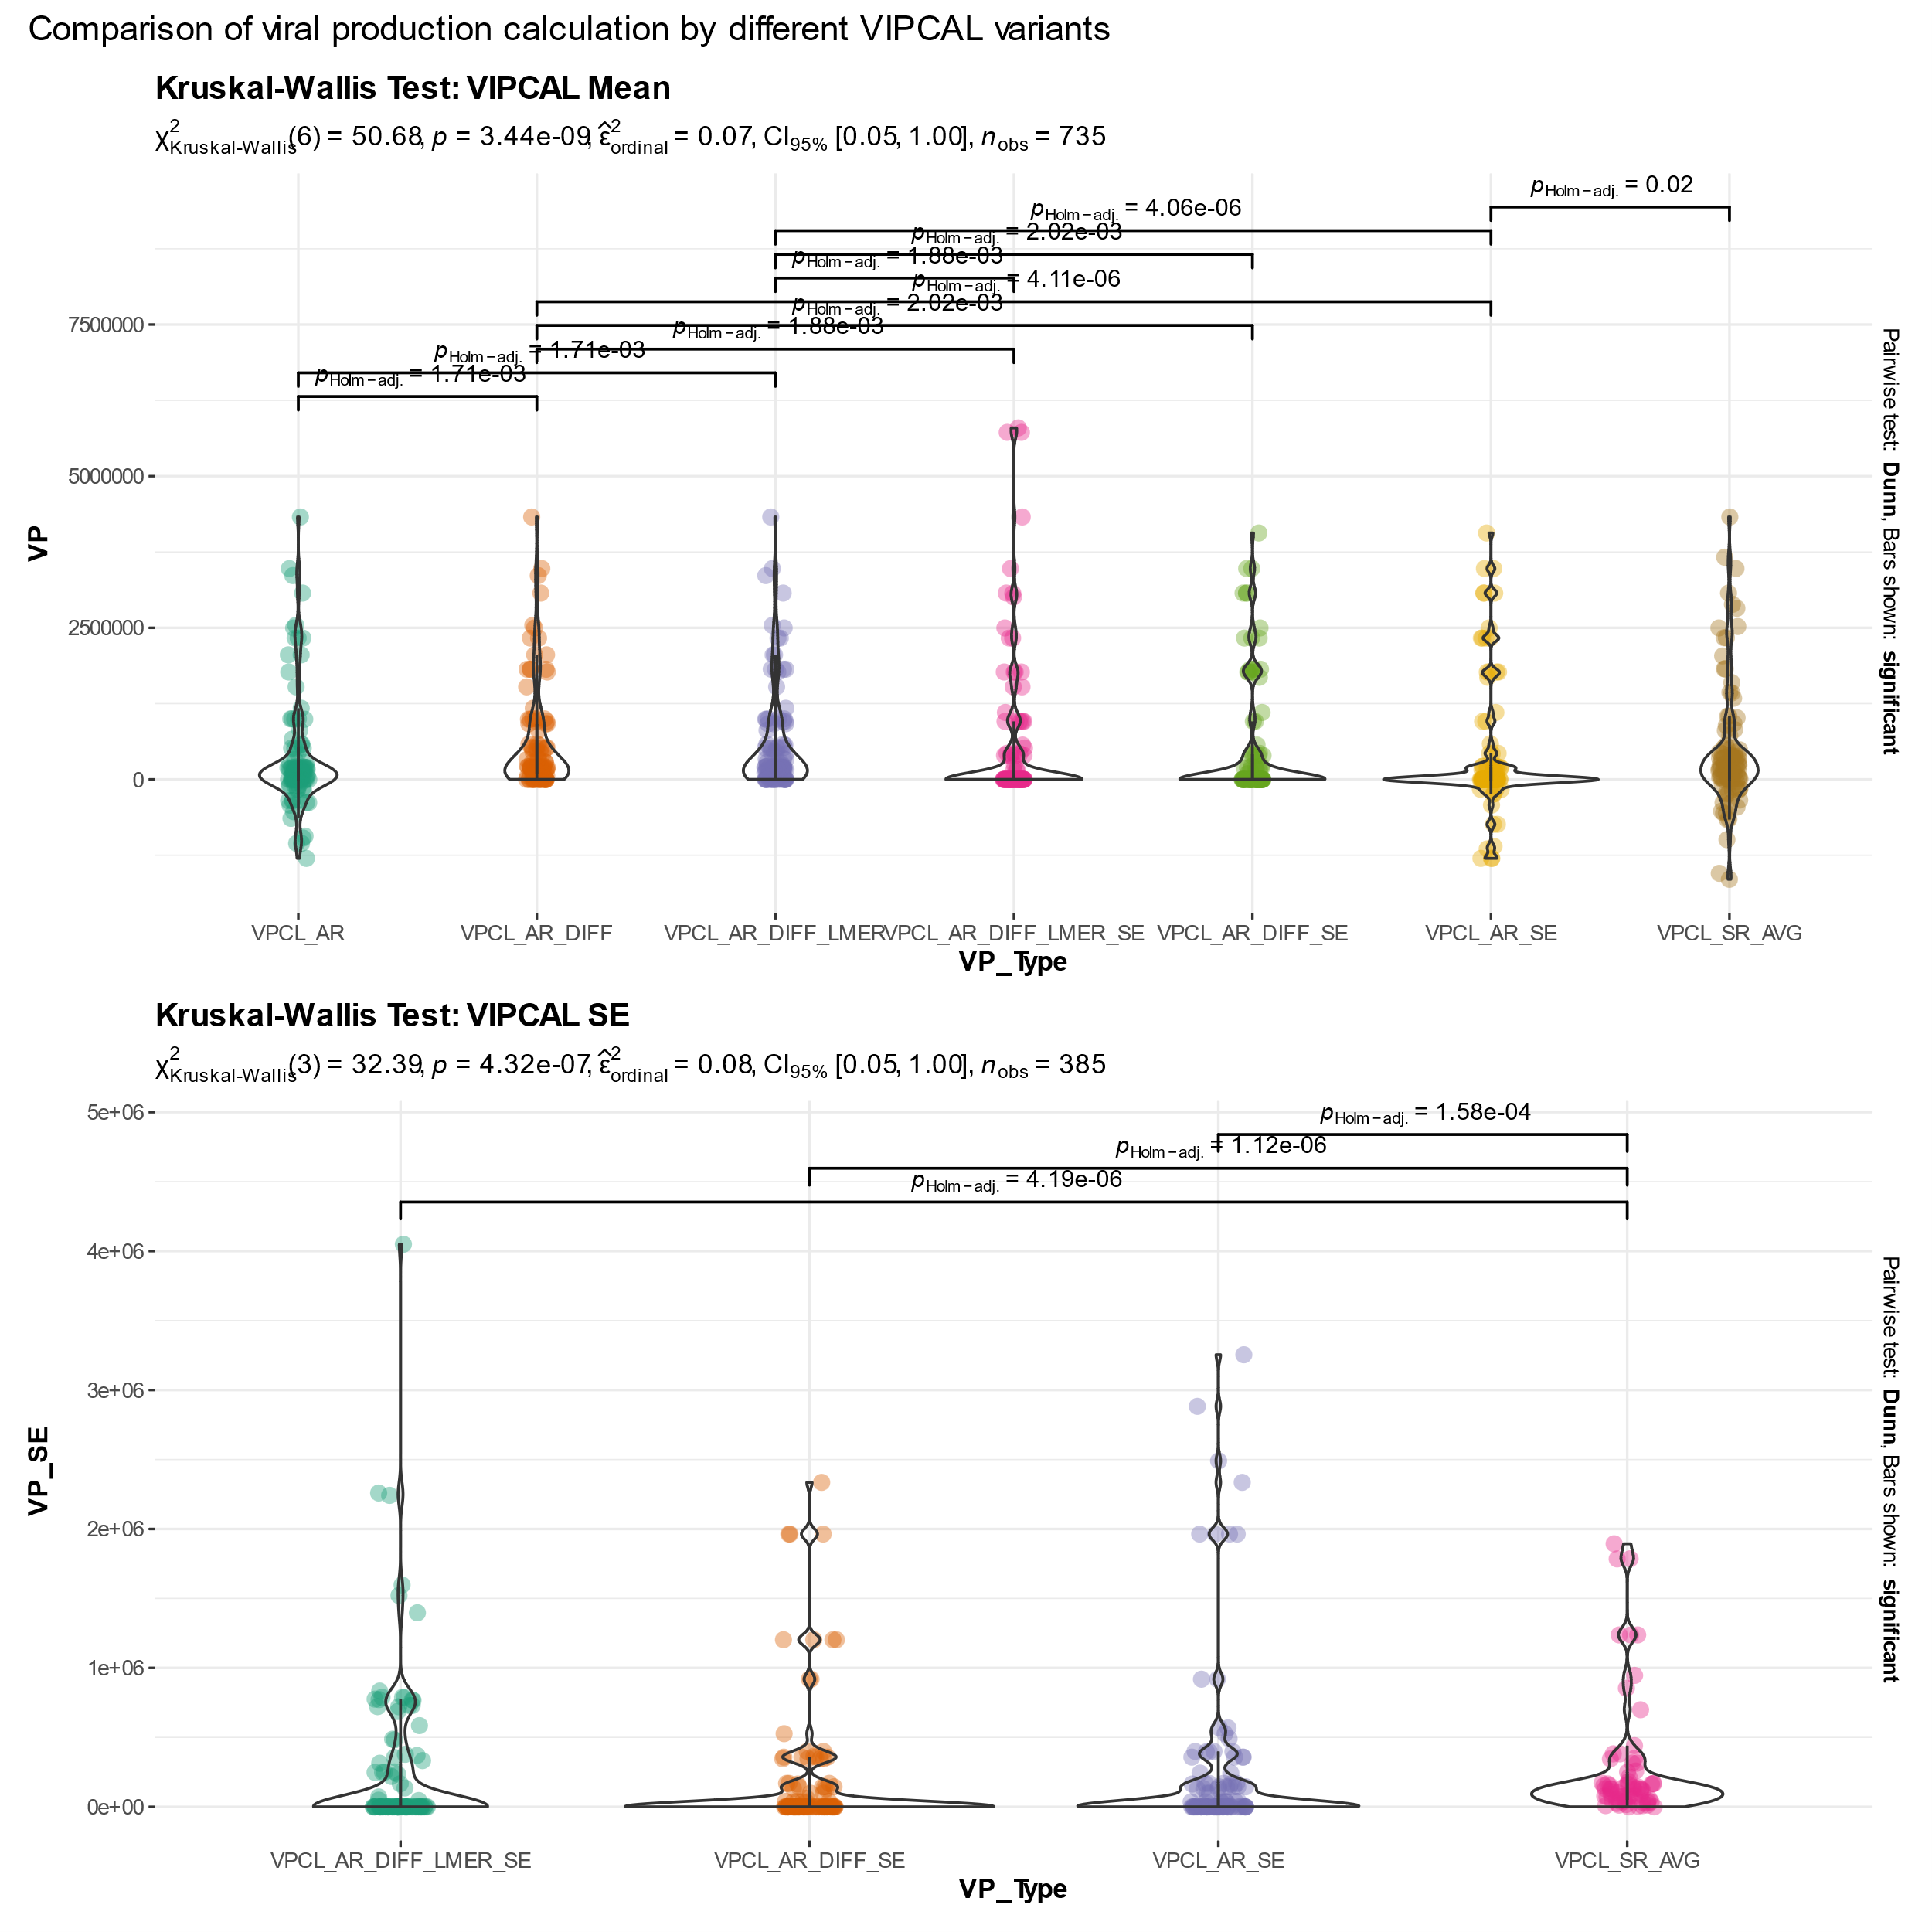 Comparison of viral production calculation by different VIPCAL variants
Kruskal-Wallis Test: VIPCAL Mean
χ²Kruskal-Wallis(6) = 50.68, p = 3.44e-09, ε̂²ordinal = 0.07, CI95% [0.05, 1.00], nobs = 735
pHolm−adj. = 0.02
pHolm−adj. = 4.06e-06
pHolm−adj. = 2.02e-03
pHolm−adj. = 1.88e-03
pHolm−adj. = 4.11e-06
pHolm−adj. = 2.02e-03
pHolm−adj. = 1.88e-03
pHolm−adj. = 1.71e-03
pHolm−adj. = 1.71e-03
7500000
5000000
2500000
0
VP
Pairwise test: Dunn, Bars shown: significant
VPCL_AR
VPCL_AR_DIFF
VPCL_AR_DIFF_LMER
VPCL_AR_DIFF_LMER_SE
VPCL_AR_DIFF_SE
VPCL_AR_SE
VPCL_SR_AVG
VP_Type
Kruskal-Wallis Test: VIPCAL SE
χ²Kruskal-Wallis(3) = 32.39, p = 4.32e-07, ε̂²ordinal = 0.08, CI95% [0.05, 1.00], nobs = 385
pHolm−adj. = 1.58e-04
pHolm−adj. = 1.12e-06
pHolm−adj. = 4.19e-06
5e+06
4e+06
3e+06
2e+06
1e+06
0e+00
VP_SE
Pairwise test: Dunn, Bars shown: significant
VPCL_AR_DIFF_LMER_SE
VPCL_AR_DIFF_SE
VPCL_AR_SE
VPCL_SR_AVG
VP_Type